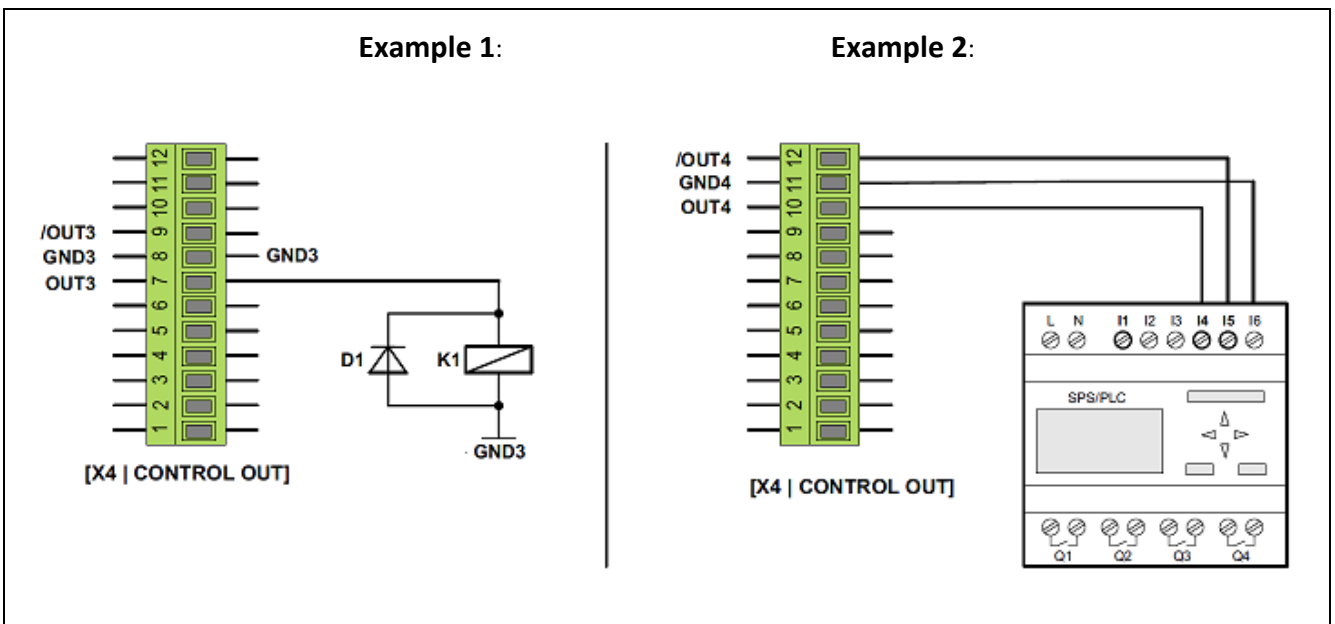 Example 1:
Example 2:
12
11
10
/OUT3 9
GND3 8 GND3
OUT3 7
6
5
4
3
2
1
D1 K1
GND3
[X4 | CONTROL OUT]
/OUT4 12
GND4 11
OUT4 10
9
8
7
6
5
4
3
2
1
[X4 | CONTROL OUT]
L N I1 I2 I3 I4 I5 I6
SPS/PLC
Q1 Q2 Q3 Q4